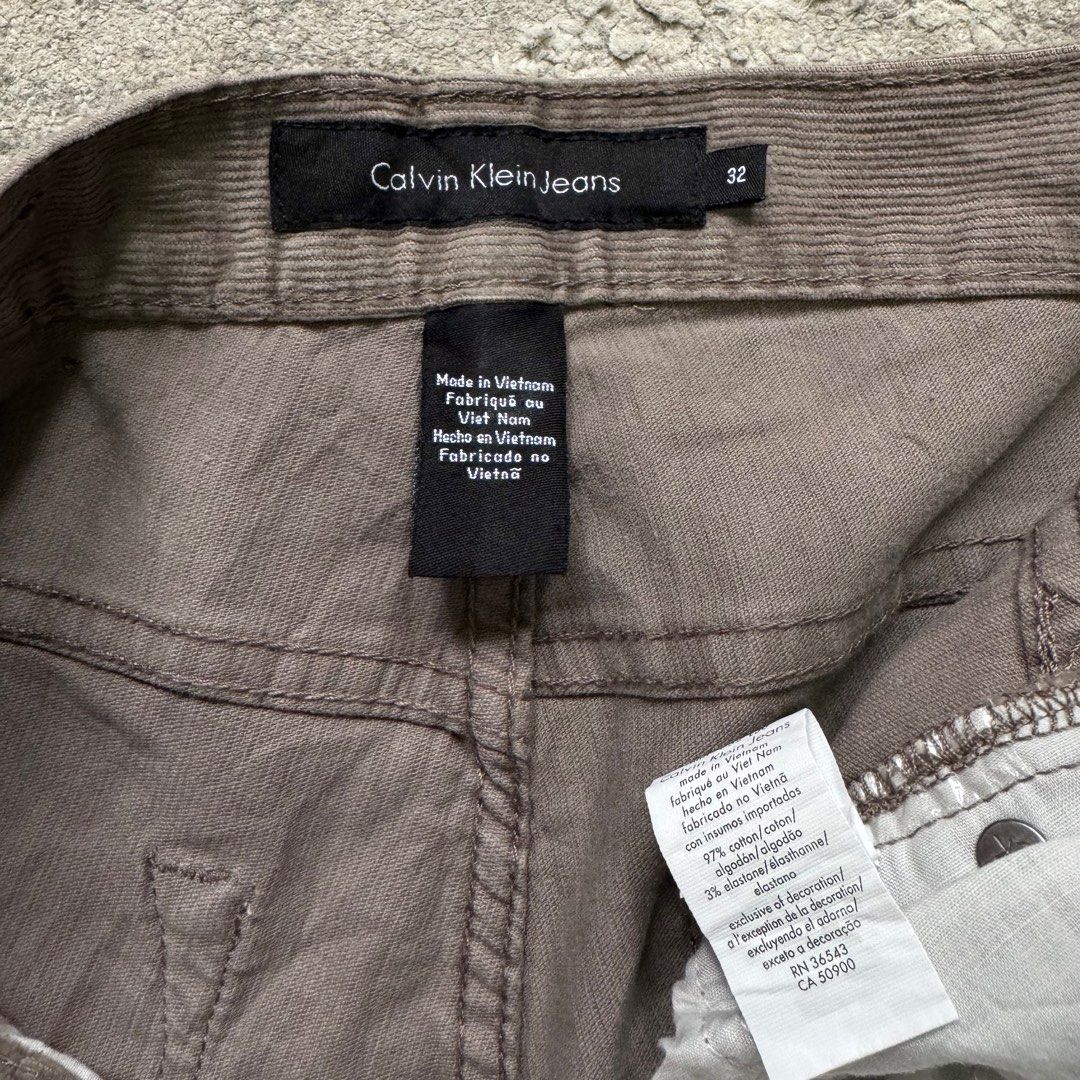 Calvin Klein Jeans
32
Made in Vietnam
Fabriqué au
Viet Nam
Hecho en Vietnam
Fabricado no
Vietnã
Calvin Klein Jeans
made in Vietnam
fabriqué au Viet Nam
hecho en Vietnam
fabricado no Vietnã
con insumos importados
97% cotton/coton/
algodón/algodão
3% elastane/élasthanne/
elastano
exclusive of decoration/
a l'exception de la decoration/
excluyendo el adorno/
exceto a decoração
RN 36543
CA 50900